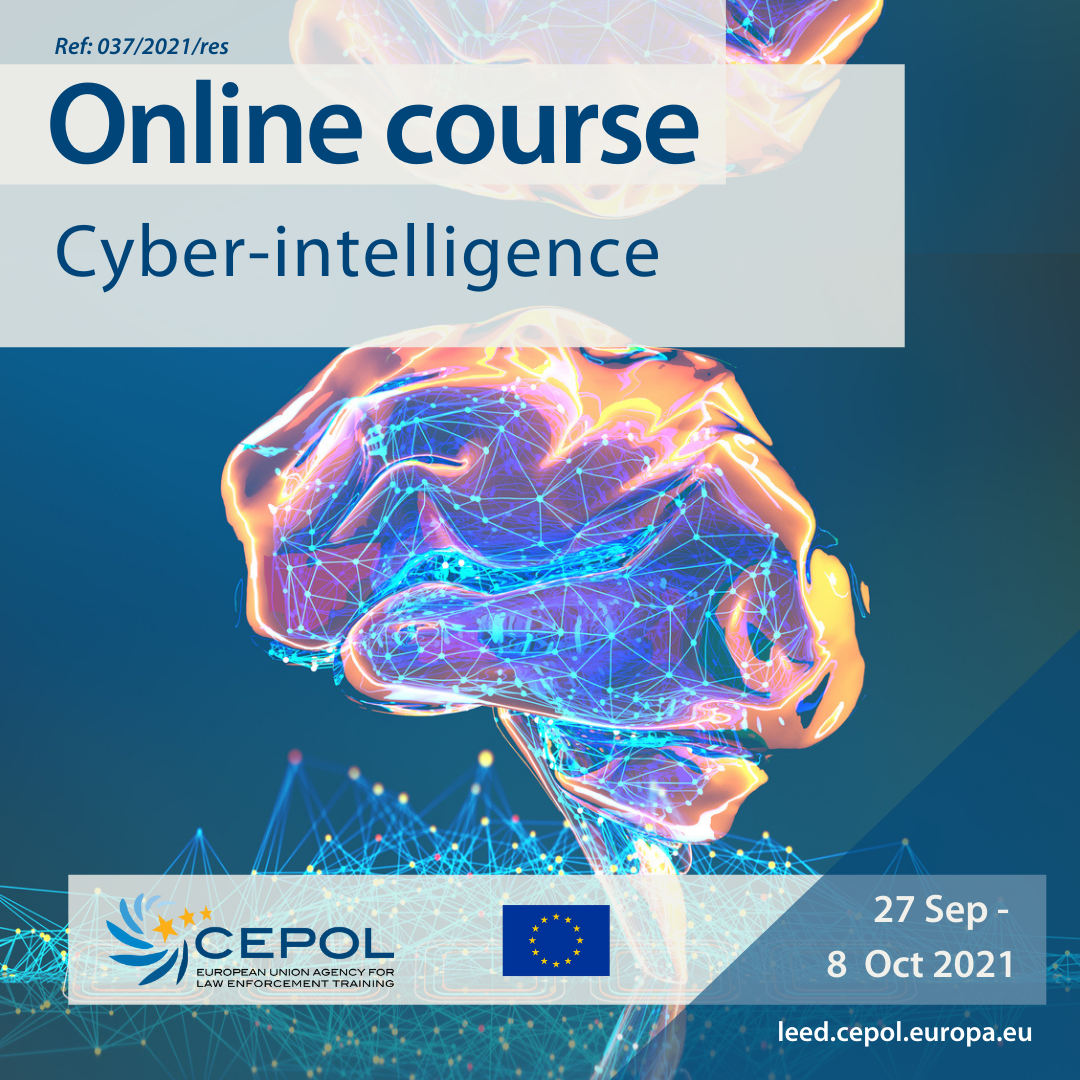 Ref: 037/2021/res
Online course
Cyber-intelligence
CEPOL
EUROPEAN UNION AGENCY FOR
LAW ENFORCEMENT TRAINING
27 Sep -
8 Oct 2021
leed.cepol.europa.eu